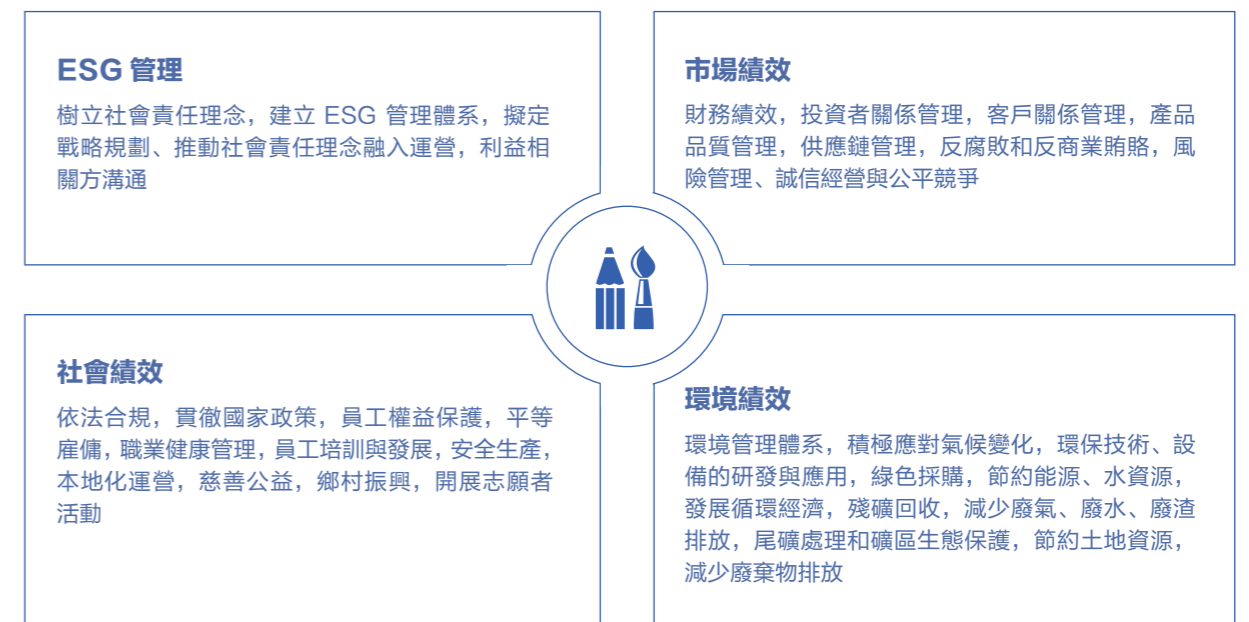 ESG 管理
樹立社會責任理念，建立 ESG 管理體系，擬定
戰略規劃、推動社會責任理念融入運營，利益相
關方溝通
市場績效
財務績效，投資者關係管理，客戶關係管理，產品
品質管理，供應鏈管理，反腐敗和反商業賄賂，風
險管理、誠信經營與公平競爭
社會績效
依法合規，貫徹國家政策，員工權益保護，平等
雇傭，職業健康管理，員工培訓與發展，安全生產，
本地化運營，慈善公益，鄉村振興，開展志願者
活動
環境績效
環境管理體系，積極應對氣候變化，環保技術、設
備的研發與應用，綠色採購，節約能源、水資源，
發展循環經濟，殘礦回收，減少廢氣、廢水、廢渣
排放，尾礦處理和礦區生態保護，節約土地資源，
減少廢棄物排放